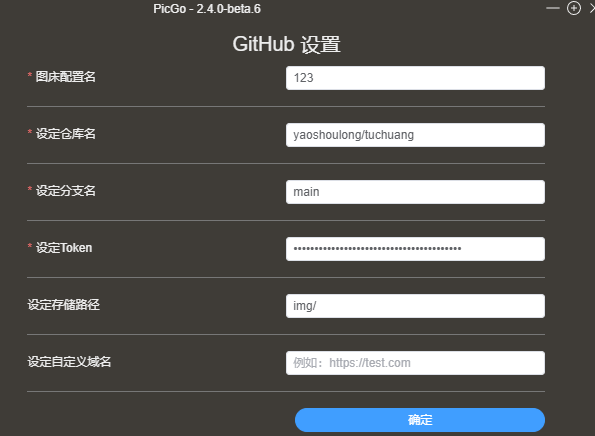 PicGo - 2.4.0-beta.6
GitHub 设置
* 图床配置名 123
* 设定仓库名 yaoshoulong/tuchuang
* 设定分支名 main
* 设定Token ••••••••••••••••••••••••••••••••••••••••
设定存储路径 img/
设定自定义域名 例如：https://test.com
确定